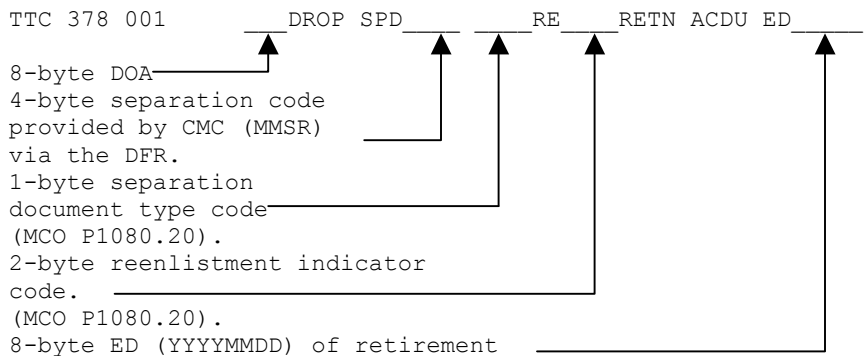 TTC 378 001 ___DROP SPD____ ____RE____RETN ACDU ED_____
8-byte DOA
4-byte separation code
provided by CMC (MMSR)
via the DFR.
1-byte separation
document type code
(MCO P1080.20).
2-byte reenlistment indicator
code.
(MCO P1080.20).
8-byte ED (YYYYMMDD) of retirement